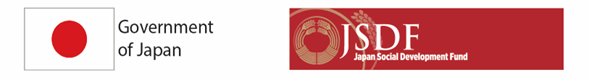 Government
of Japan
JSDF
Japan Social Development Fund